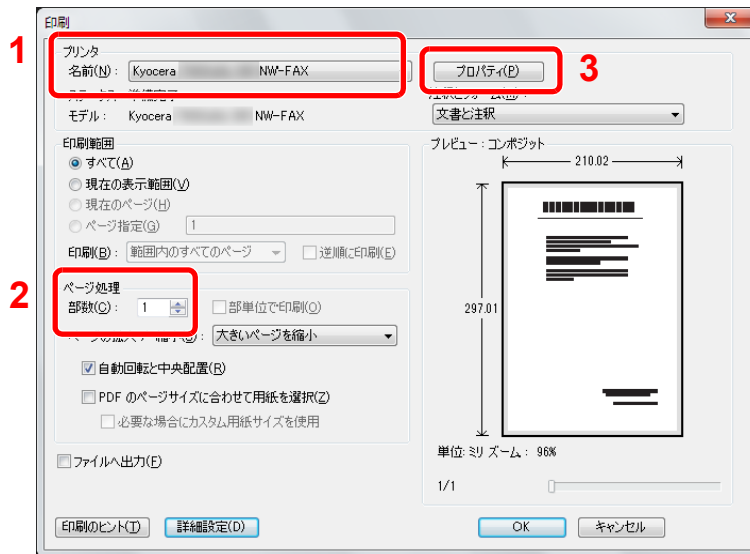 印刷
1
プリンタ
名前(N): Kyocera NW-FAX
3
プロパティ(P)
モデル: Kyocera NW-FAX
文書と注釈
印刷範囲
すべて(A)
現在の表示範囲(V)
現在のページ(H)
ページ指定(G) 1
印刷(B): 範囲内のすべてのページ 逆順に印刷(E)
2
ページ処理
部数(C): 1 部単位で印刷(O)
大きいページを縮小
自動回転と中央配置(R)
PDF のページサイズに合わせて用紙を選択(Z)
必要な場合にカスタム用紙サイズを使用
ファイルへ出力(F)
プレビュー: コンポジット
210.02
297.01
単位: ミリ ズーム: 96%
1/1
印刷のヒント(T) 詳細設定(D) OK キャンセル